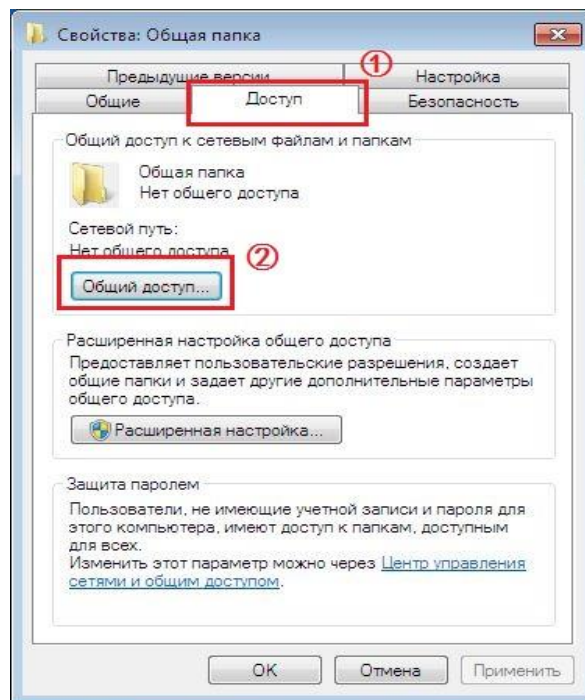 Свойства: Общая папка
①
Предыдущие версии Настройка
Общие Доступ Безопасность
Общий доступ к сетевым файлам и папкам
Общая папка
Нет общего доступа
Сетевой путь:
Нет общего доступа
②
Общий доступ...
Расширенная настройка общего доступа
Предоставляет пользовательские разрешения, создает
общие папки и задает другие дополнительные параметры
общего доступа.
Расширенная настройка...
Защита паролем
Пользователи, не имеющие учетной записи и пароля для
этого компьютера, имеют доступ к папкам, доступным
для всех.
Изменить этот параметр можно через Центр управления
сетями и общим доступом.
OK Отмена Применить